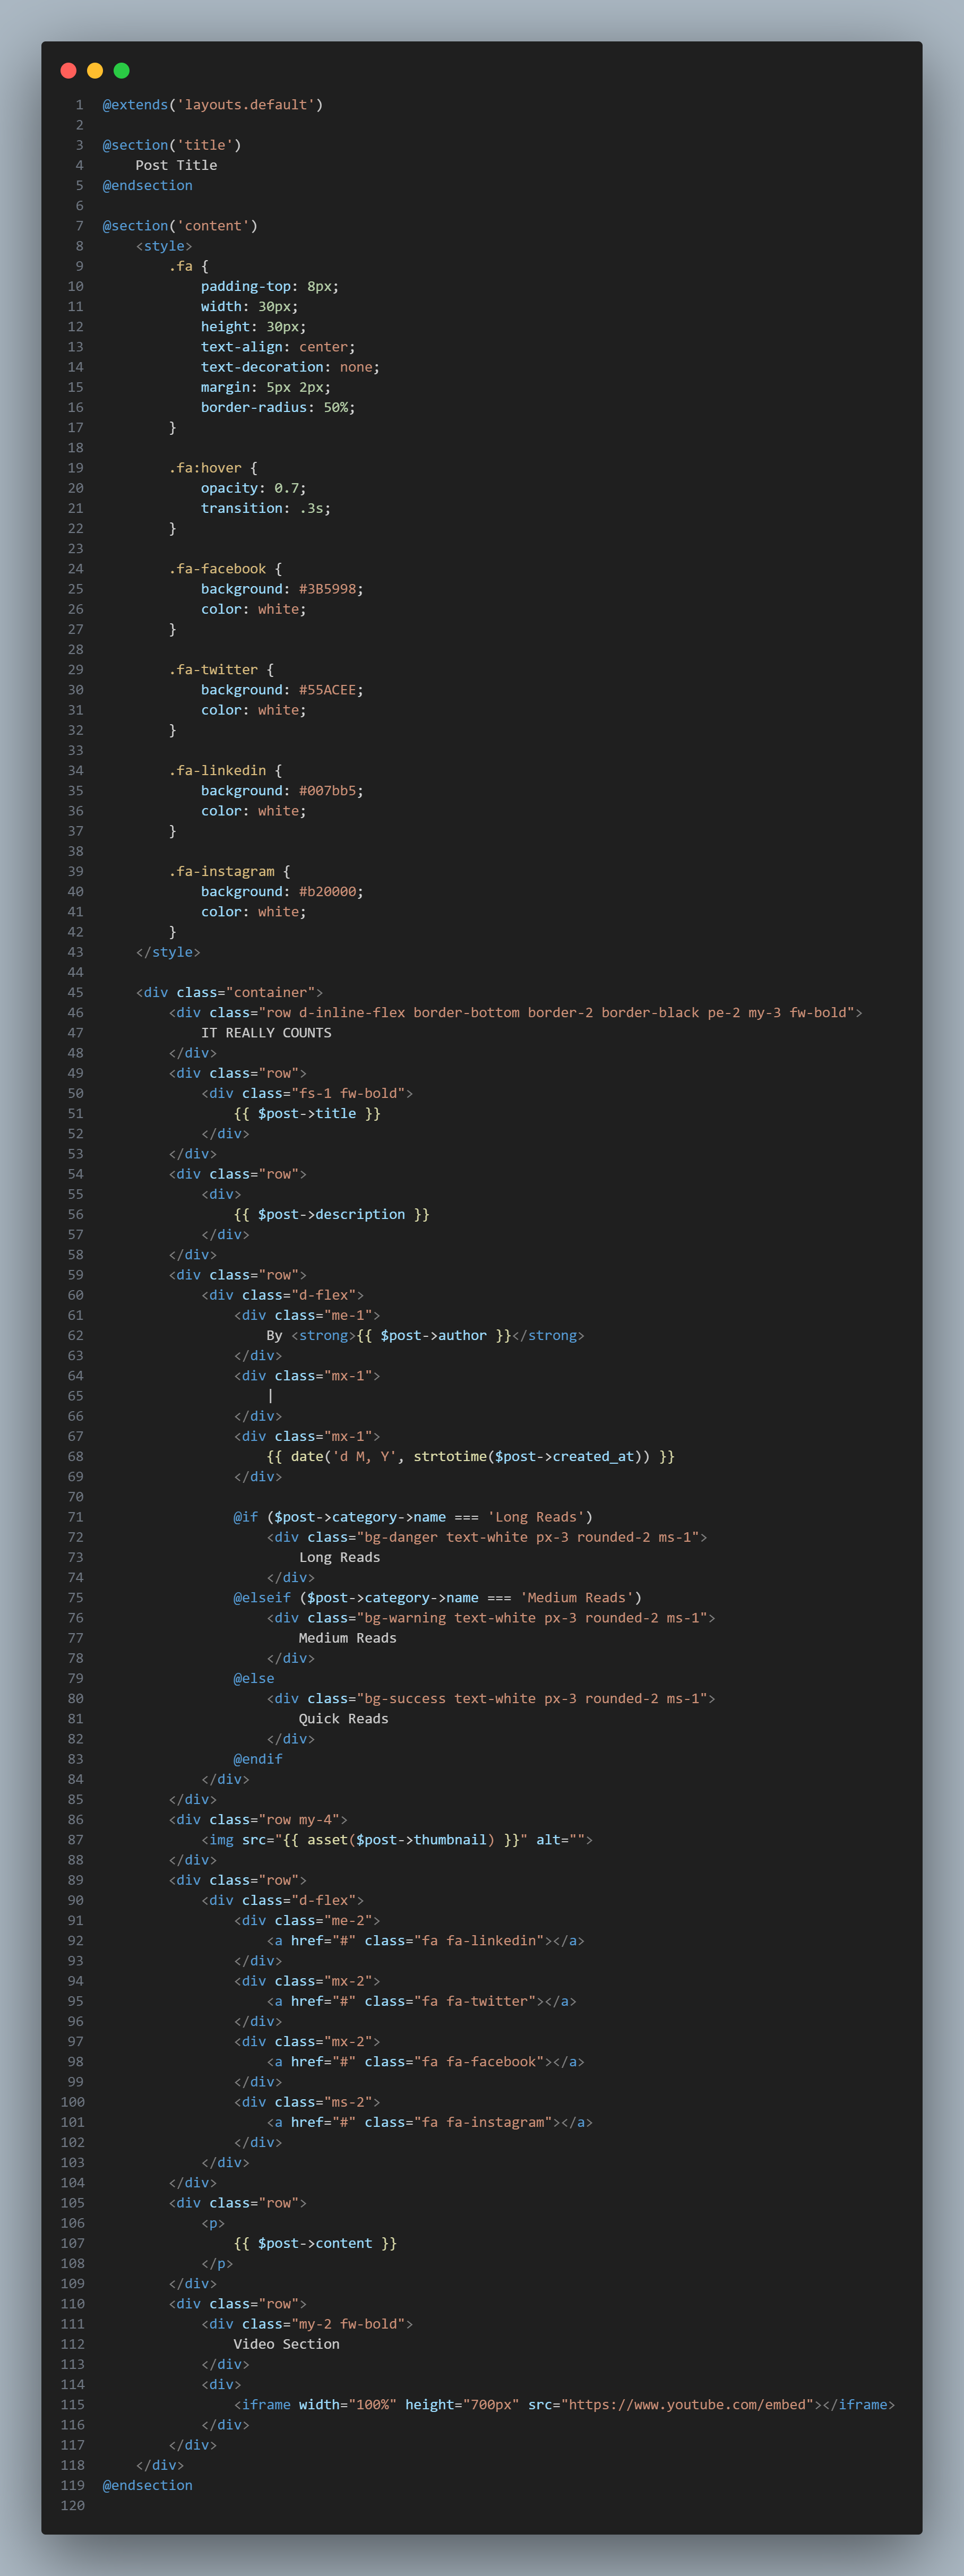 1 @extends('layouts.default')
2
3 @section('title')
4     Post Title
5 @endsection
6
7 @section('content')
8     <style>
9         .fa {
10             padding-top: 8px;
11             width: 30px;
12             height: 30px;
13             text-align: center;
14             text-decoration: none;
15             margin: 5px 2px;
16             border-radius: 50%;
17         }
18
19         .fa:hover {
20             opacity: 0.7;
21             transition: .3s;
22         }
23
24         .fa-facebook {
25             background: #3B5998;
26             color: white;
27         }
28
29         .fa-twitter {
30             background: #55ACEE;
31             color: white;
32         }
33
34         .fa-linkedin {
35             background: #007bb5;
36             color: white;
37         }
38
39         .fa-instagram {
40             background: #b20000;
41             color: white;
42         }
43     </style>
44
45     <div class="container">
46         <div class="row d-inline-flex border-bottom border-2 border-black pe-2 my-3 fw-bold">
47             IT REALLY COUNTS
48         </div>
49         <div class="row">
50             <div class="fs-1 fw-bold">
51                 {{ $post->title }}
52             </div>
53         </div>
54         <div class="row">
55             <div>
56                 {{ $post->description }}
57             </div>
58         </div>
59         <div class="row">
60             <div class="d-flex">
61                 <div class="me-1">
62                     By <strong>{{ $post->author }}</strong>
63                 </div>
64                 <div class="mx-1">
65                     |
66                 </div>
67                 <div class="mx-1">
68                     {{ date('d M, Y', strtotime($post->created_at)) }}
69                 </div>
70
71                 @if ($post->category->name === 'Long Reads')
72                     <div class="bg-danger text-white px-3 rounded-2 ms-1">
73                         Long Reads
74                     </div>
75                 @elseif ($post->category->name === 'Medium Reads')
76                     <div class="bg-warning text-white px-3 rounded-2 ms-1">
77                         Medium Reads
78                     </div>
79                 @else
80                     <div class="bg-success text-white px-3 rounded-2 ms-1">
81                         Quick Reads
82                     </div>
83                 @endif
84             </div>
85         </div>
86         <div class="row my-4">
87             <img src="{{ asset($post->thumbnail) }}" alt="">
88         </div>
89         <div class="row">
90             <div class="d-flex">
91                 <div class="me-2">
92                     <a href="#" class="fa fa-linkedin"></a>
93                 </div>
94                 <div class="mx-2">
95                     <a href="#" class="fa fa-twitter"></a>
96                 </div>
97                 <div class="mx-2">
98                     <a href="#" class="fa fa-facebook"></a>
99                 </div>
100                 <div class="ms-2">
101                     <a href="#" class="fa fa-instagram"></a>
102                 </div>
103             </div>
104         </div>
105         <div class="row">
106             <p>
107                 {{ $post->content }}
108             </p>
109         </div>
110         <div class="row">
111             <div class="my-2 fw-bold">
112                 Video Section
113             </div>
114             <div>
115                 <iframe width="100%" height="700px" src="https://www.youtube.com/embed"></iframe>
116             </div>
117         </div>
118     </div>
119 @endsection
120